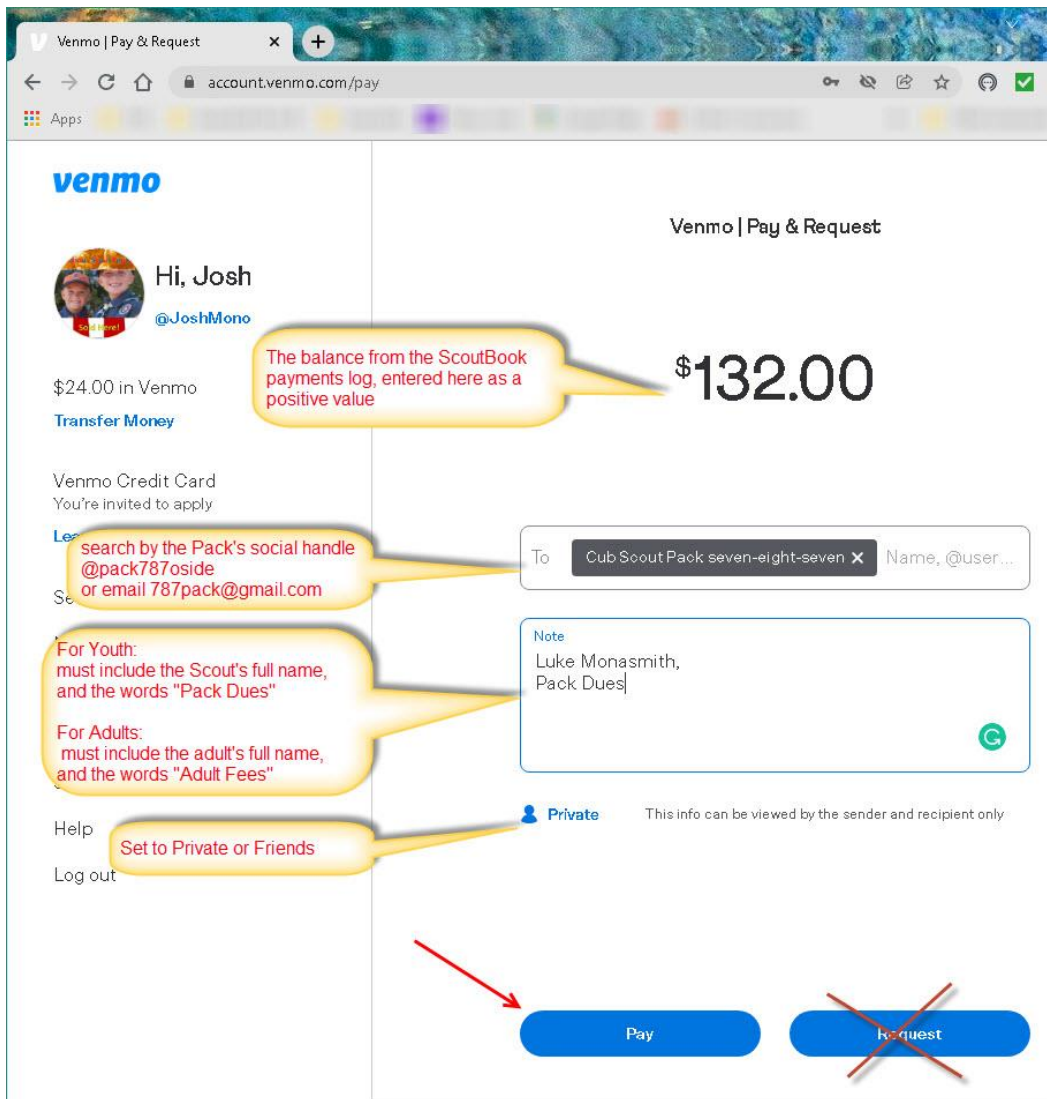 Venmo | Pay & Request
account.venmo.com/pay
Apps
venmo
Venmo | Pay & Request
Hi, Josh
@JoshMono
Sold Here!
The balance from the ScoutBook
payments log, entered here as a
positive value
$132.00
$24.00 in Venmo
Transfer Money
Venmo Credit Card
You're invited to apply
search by the Pack's social handle
@pack787oside
or email 787pack@gmail.com
To Cub Scout Pack seven-eight-seven Name, @user...
For Youth:
must include the Scout's full name,
and the words "Pack Dues"
For Adults:
must include the adult's full name,
and the words "Adult Fees"
Note
Luke Monasmith,
Pack Dues
Private This info can be viewed by the sender and recipient only
Help
Set to Private or Friends
Log out
Pay Request